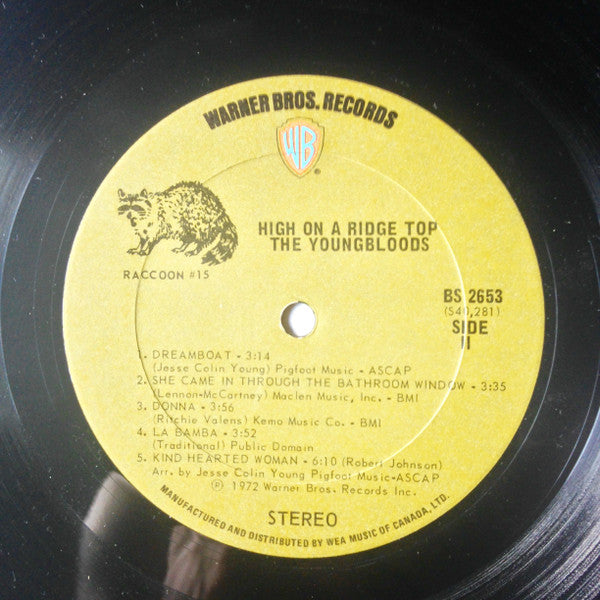 WARNER BROS. RECORDS
WB
®
HIGH ON A RIDGE TOP
THE YOUNGBLOODS
RACCOON #15
BS 2653
(S40,281)
SIDE
II
1. DREAMBOAT - 3:14
(Jesse Colin Young) Pigfoot Music - ASCAP
2. SHE CAME IN THROUGH THE BATHROOM WINDOW - 3:35
(Lennon-McCartney) Maclen Music, Inc. - BMI
3. DONNA - 3:56
(Ritchie Valens) Kemo Music Co. - BMI
4. LA BAMBA - 3:52
(Traditional) Public Domain
5. KIND HEARTED WOMAN - 6:10 (Robert Johnson)
Arr. by Jesse Colin Young Pigfoot Music-ASCAP
℗ 1972 Warner Bros. Records Inc.
STEREO
MANUFACTURED AND DISTRIBUTED BY WEA MUSIC OF CANADA, LTD.